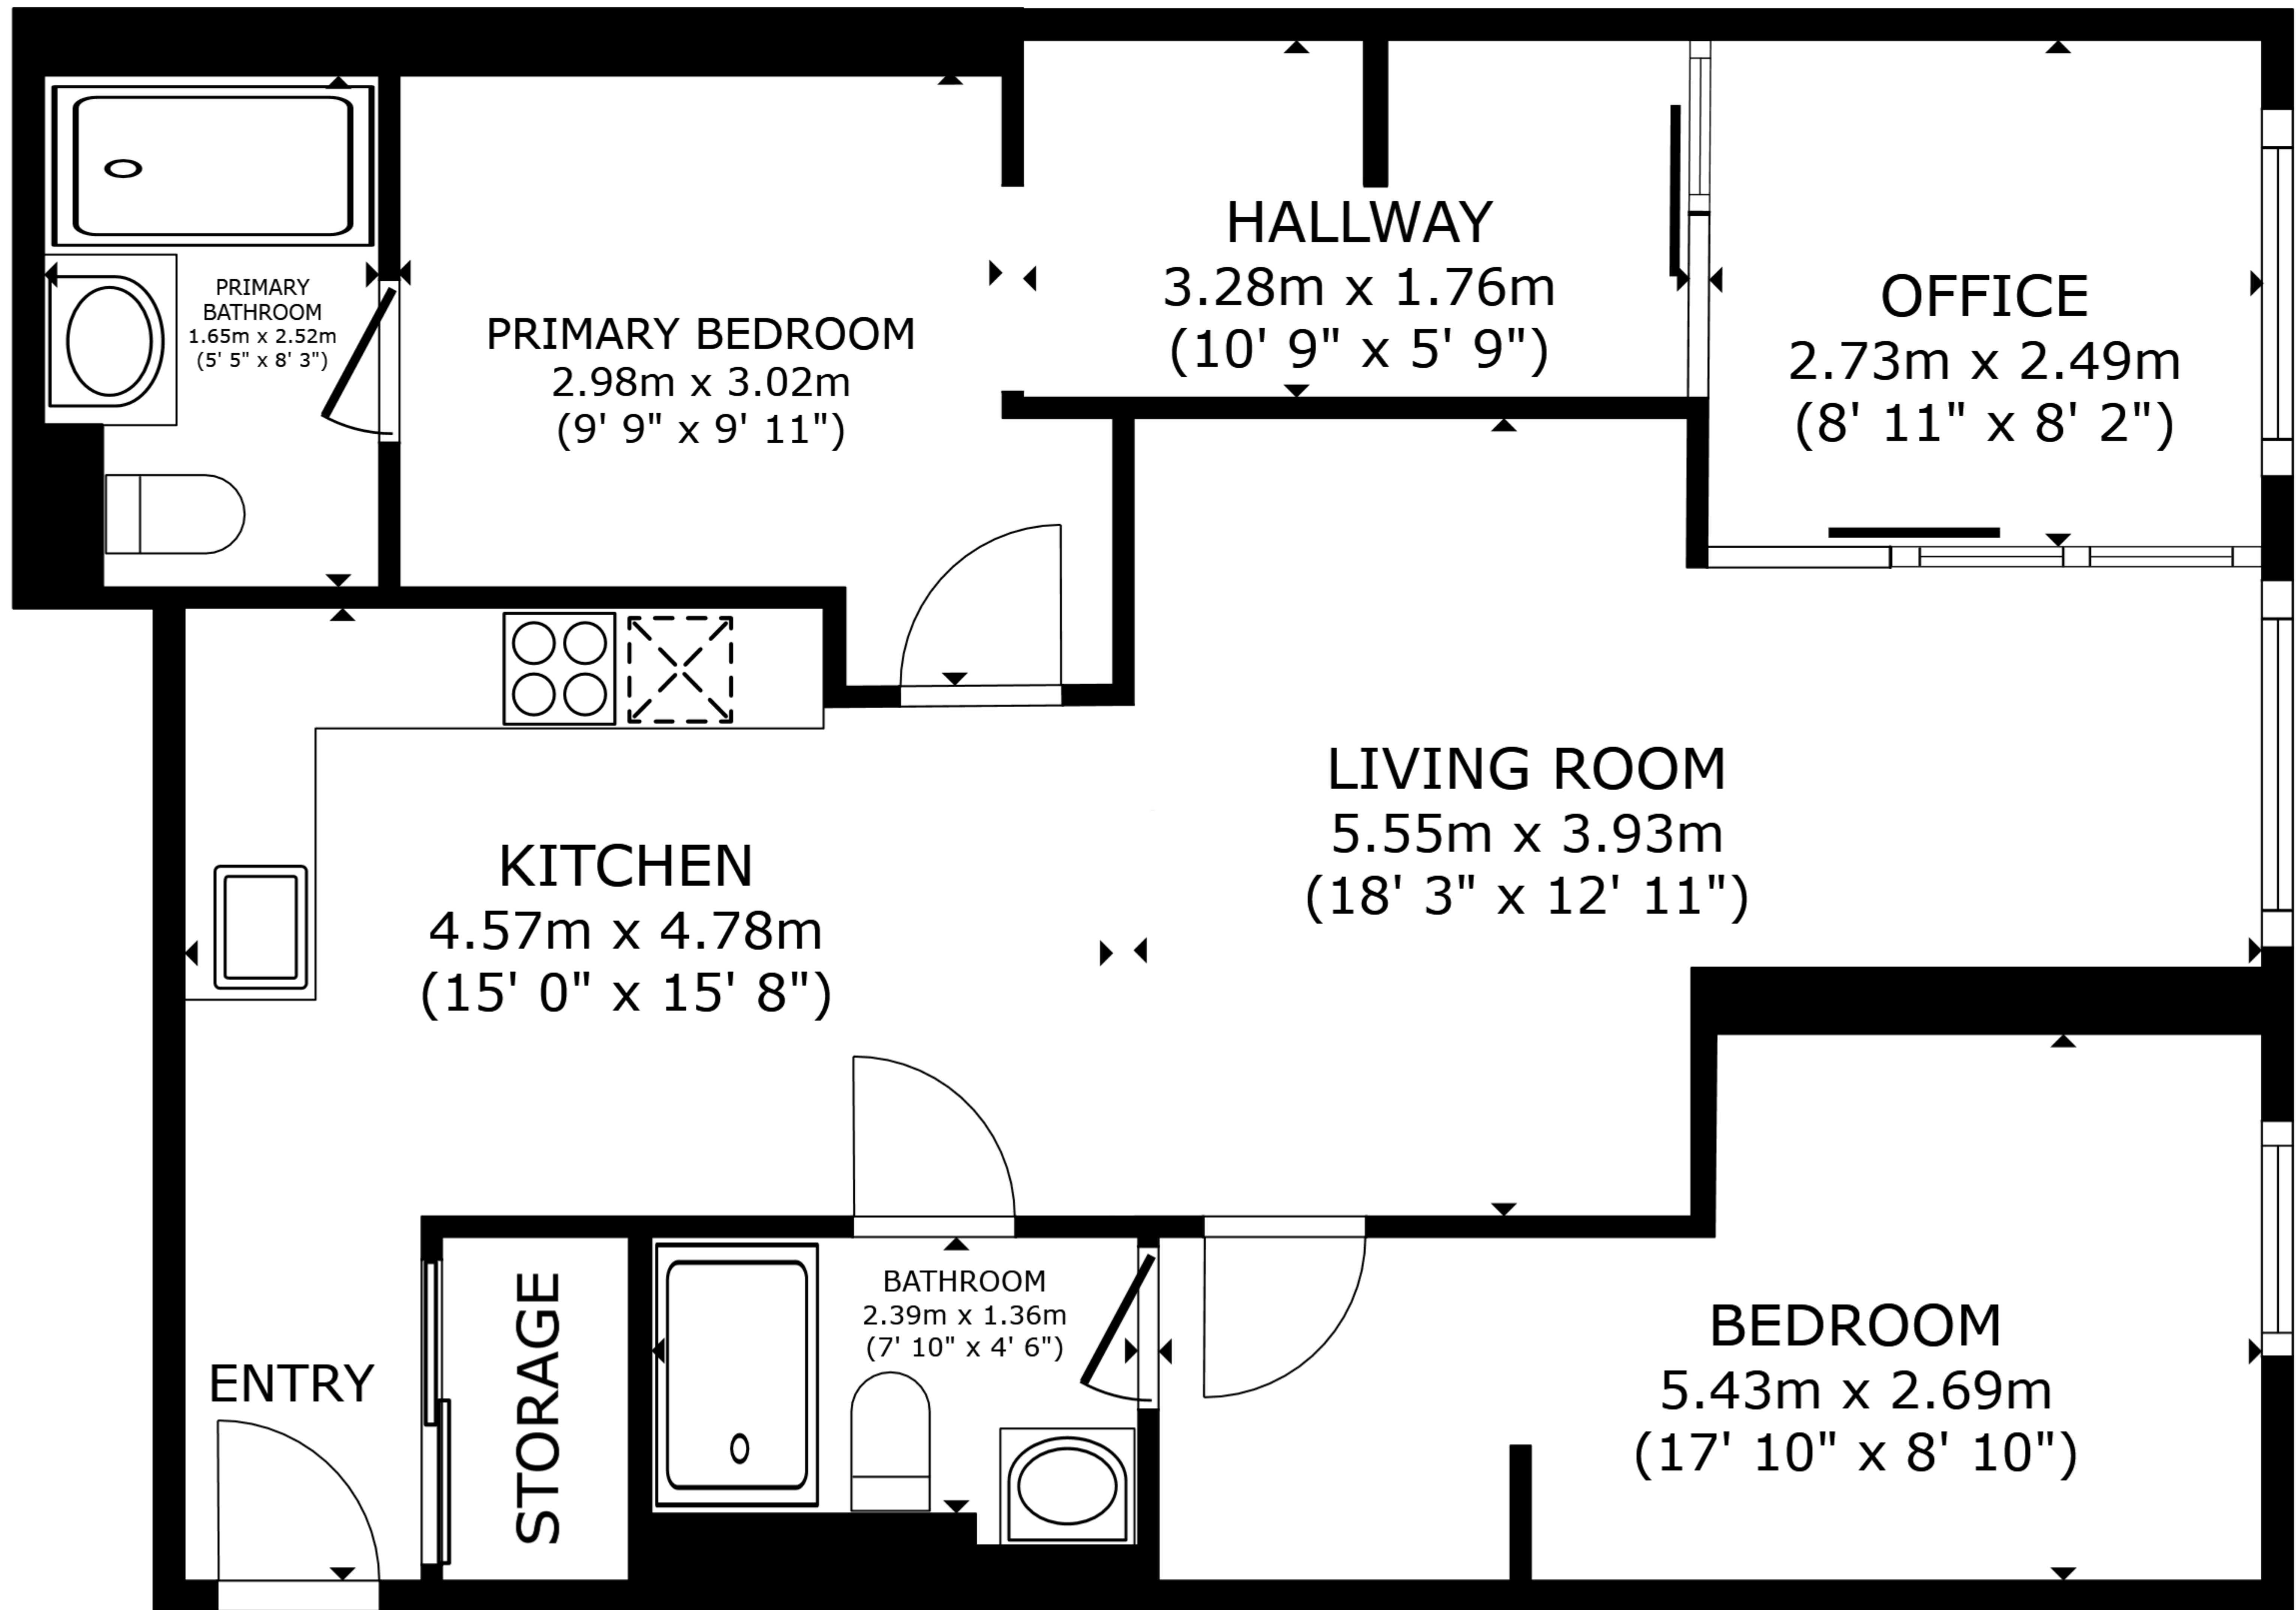 PRIMARY
BATHROOM
1.65m x 2.52m
(5' 5" x 8' 3")
PRIMARY BEDROOM
2.98m x 3.02m
(9' 9" x 9' 11")
HALLWAY
3.28m x 1.76m
(10' 9" x 5' 9")
OFFICE
2.73m x 2.49m
(8' 11" x 8' 2")
KITCHEN
4.57m x 4.78m
(15' 0" x 15' 8")
LIVING ROOM
5.55m x 3.93m
(18' 3" x 12' 11")
ENTRY
STORAGE
BATHROOM
2.39m x 1.36m
(7' 10" x 4' 6")
BEDROOM
5.43m x 2.69m
(17' 10" x 8' 10")